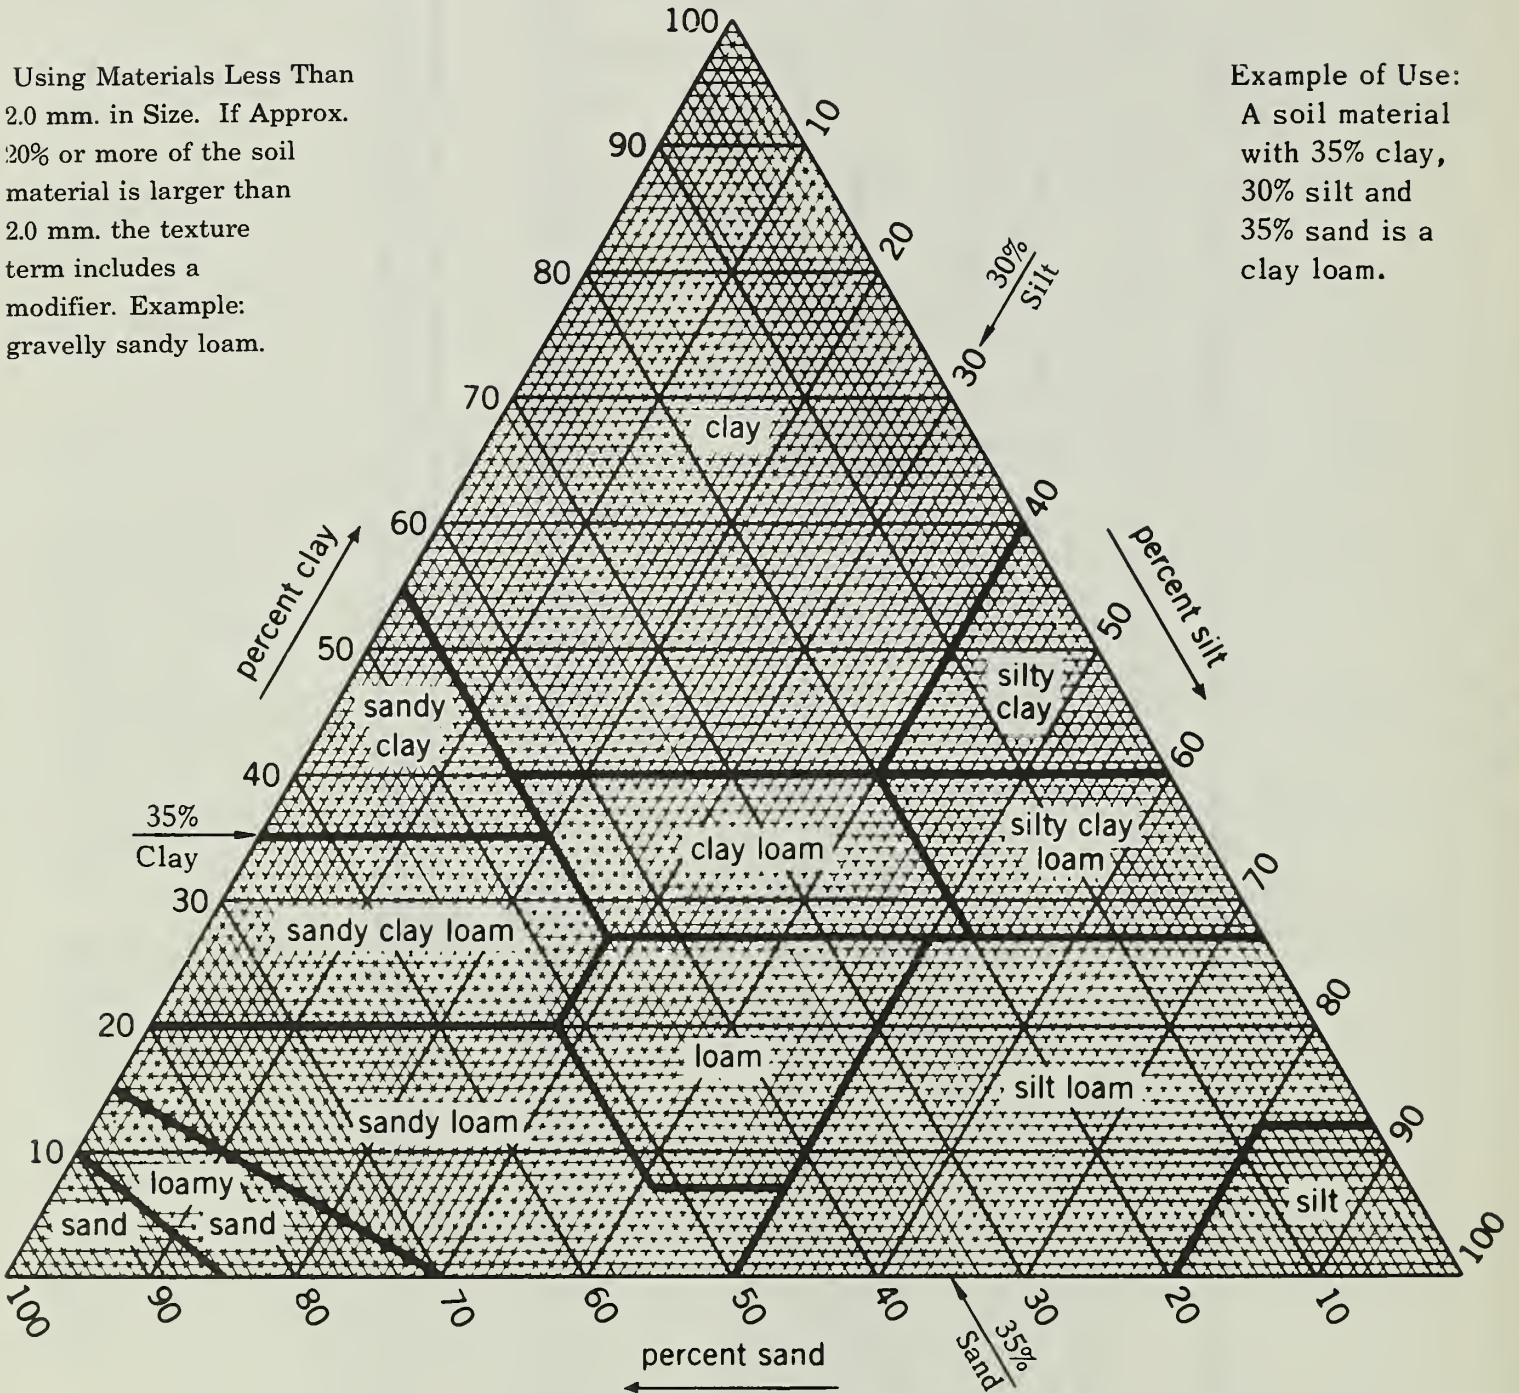 Using Materials Less Than
2.0 mm. in Size. If Approx.
20% or more of the soil
material is larger than
2.0 mm. the texture
term includes a
modifier. Example:
gravelly sandy loam.
Example of Use:
A soil material
with 35% clay,
30% silt and
35% sand is a
clay loam.
100
90
80
70
60
50
40
30
20
10
percent clay
35%
Clay
10
20
30
40
50
60
70
80
90
100
30%
Silt
percent silt
clay
silty
clay
sandy
clay
clay loam
silty clay
loam
sandy clay loam
loam
silt loam
sandy loam
loamy
sand
sand
silt
100
90
80
70
60
50
40
30
20
10
35%
Sand
percent sand